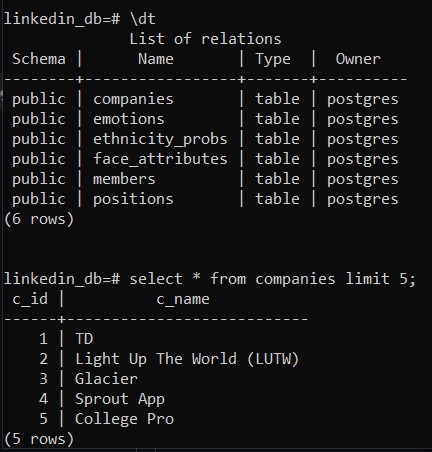 linkedin_db=# \dt
List of relations
Schema | Name | Type | Owner
--------+-----------------+-------+----------
public | companies | table | postgres
public | emotions | table | postgres
public | ethnicity_probs | table | postgres
public | face_attributes | table | postgres
public | members | table | postgres
public | positions | table | postgres
(6 rows)
linkedin_db=# select * from companies limit 5;
c_id | c_name
------+---------------------------
1 | TD
2 | Light Up The World (LUTW)
3 | Glacier
4 | Sprout App
5 | College Pro
(5 rows)